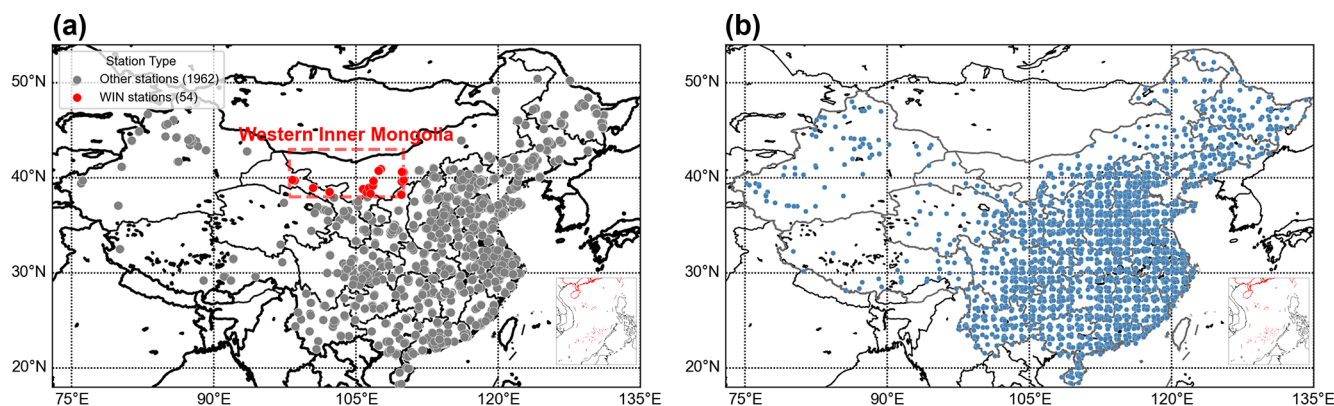 (a)
Station Type
Other stations (1962)
WIN stations (54)
Western Inner Mongolia
50°N
40°N
30°N
20°N
75°E
90°E
105°E
120°E
135°E
(b)
50°N
40°N
30°N
20°N
75°E
90°E
105°E
120°E
135°E